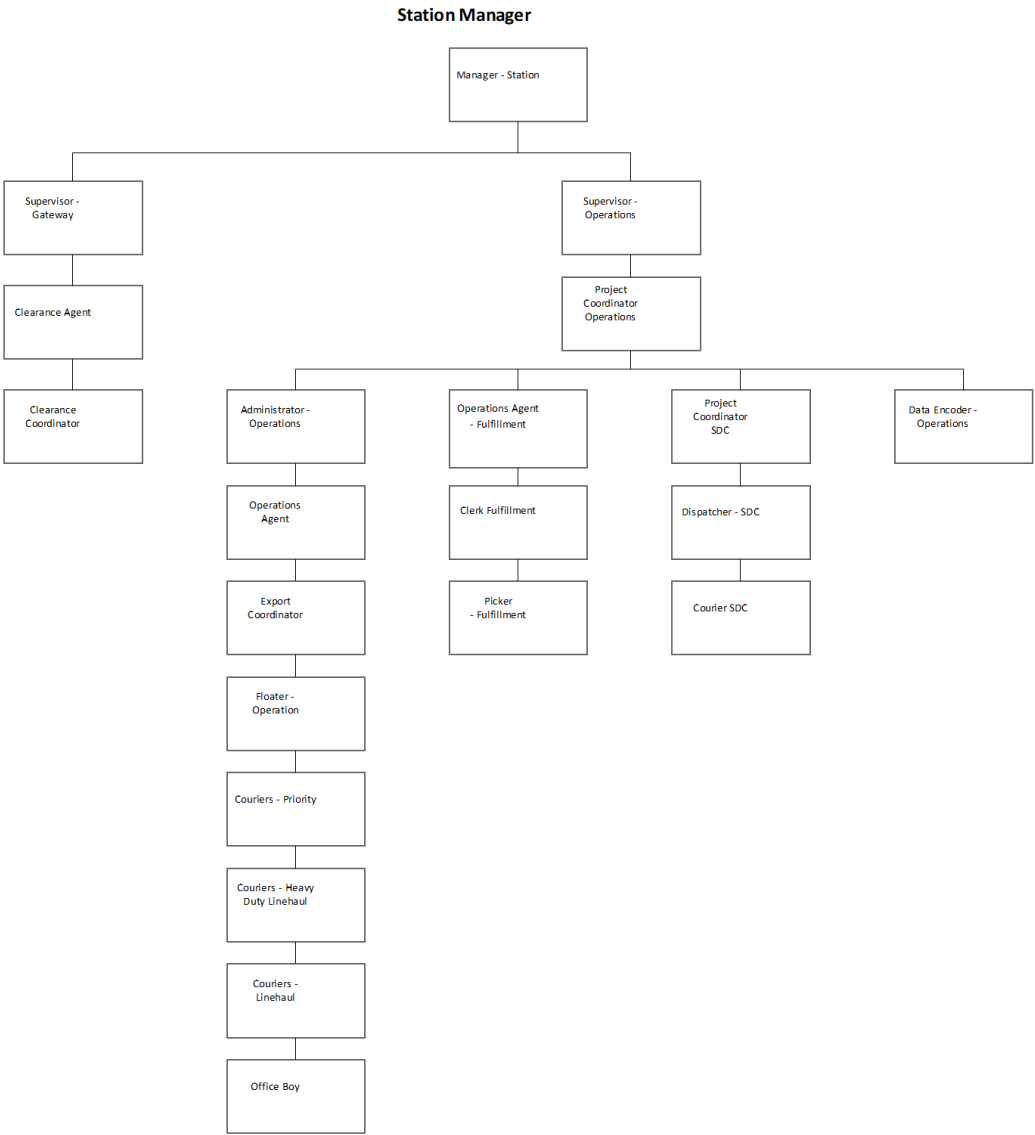 Station Manager
Manager - Station
Supervisor -
Gateway
Supervisor -
Operations
Clearance Agent
Project
Coordinator
Operations
Clearance
Coordinator
Administrator -
Operations
Operations Agent
- Fulfillment
Project
Coordinator
SDC
Data Encoder -
Operations
Operations
Agent
Clerk Fulfillment
Dispatcher - SDC
Export
Coordinator
Picker
- Fulfillment
Courier SDC
Floater -
Operation
Couriers - Priority
Couriers - Heavy
Duty Linehaul
Couriers -
Linehaul
Office Boy